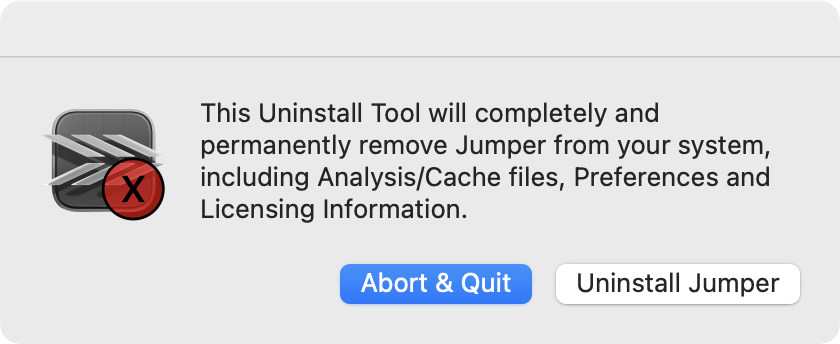 This Uninstall Tool will completely and
permanently remove Jumper from your system,
including Analysis/Cache files, Preferences and
Licensing Information.
X
Abort & Quit
Uninstall Jumper